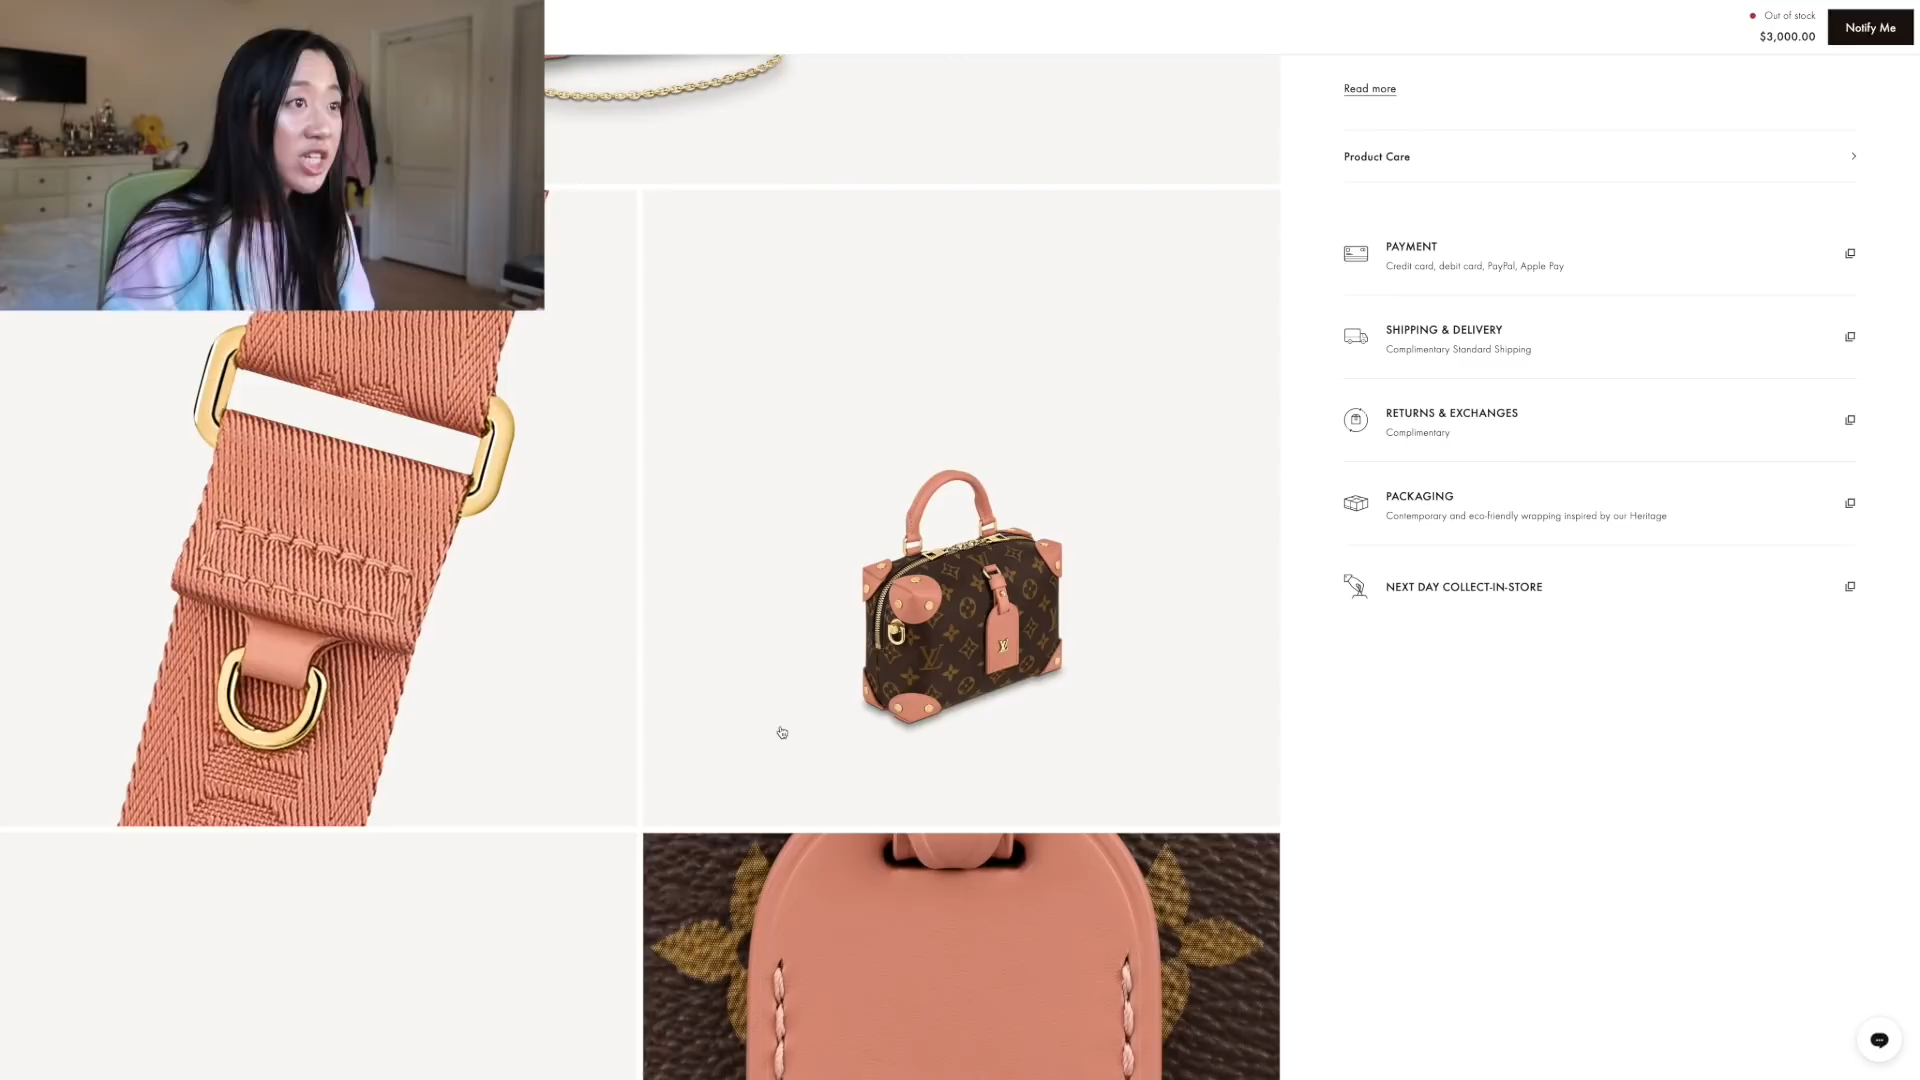 Out of stock
$3,000.00
Notify Me
Read more
Product Care
PAYMENT
Credit card, debit card, PayPal, Apple Pay
SHIPPING & DELIVERY
Complimentary Standard Shipping
RETURNS & EXCHANGES
Complimentary
PACKAGING
Contemporary and eco-friendly wrapping inspired by our Heritage
NEXT DAY COLLECT-IN-STORE